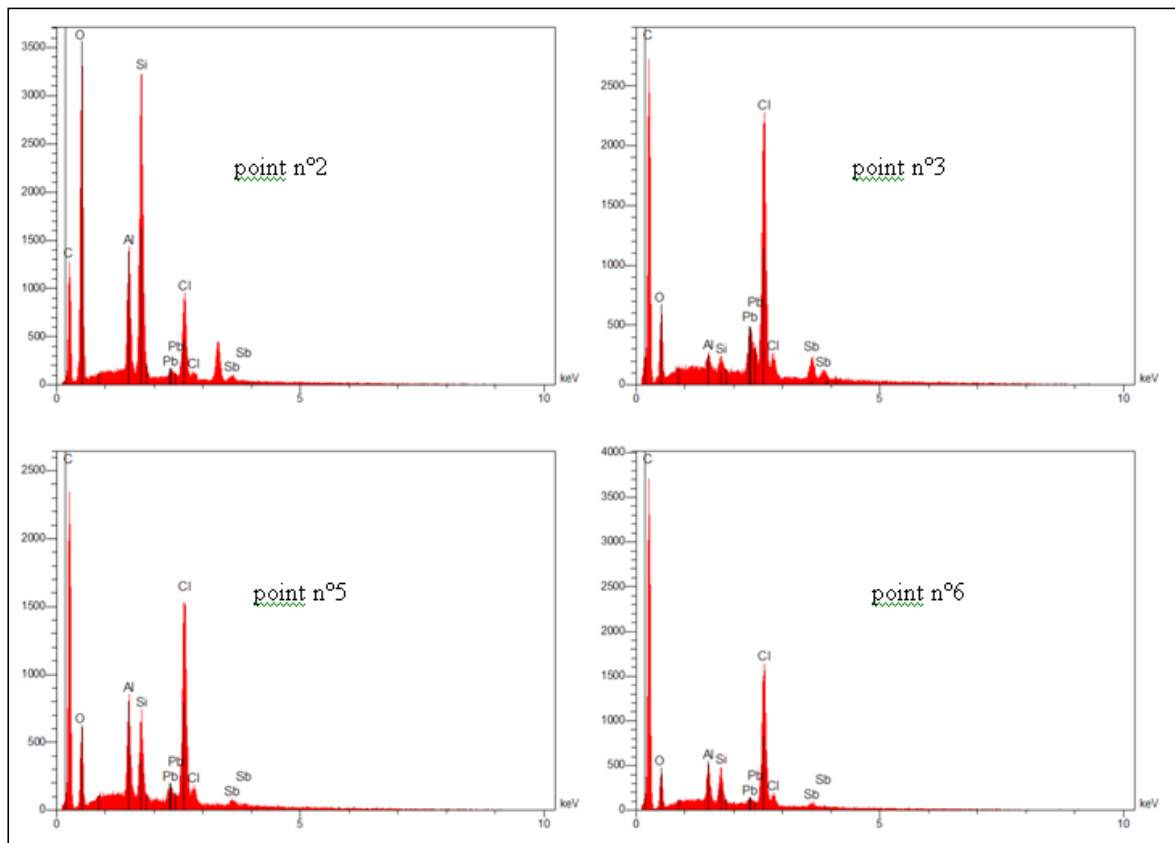 3500 O
3000 Si
2500
2000
1500 C Al
1000 Cl
500 Pb Pb Cl Sb Sb
0
0 5 10 keV
point n°2
C
2500
2000 Cl
1500
1000
500 O Al Si Pb Pb Cl Sb Sb
0
0 5 10 keV
point n°3
2500 C
2000
1500 Cl
1000 Al
500 O Si Pb Pb Cl Sb Sb
0
0 5 10 keV
point n°5
4000 C
3500
3000
2500
2000
1500 Cl
1000
500 O Al Si Pb Pb Cl Sb Sb
0
0 5 10 keV
point n°6